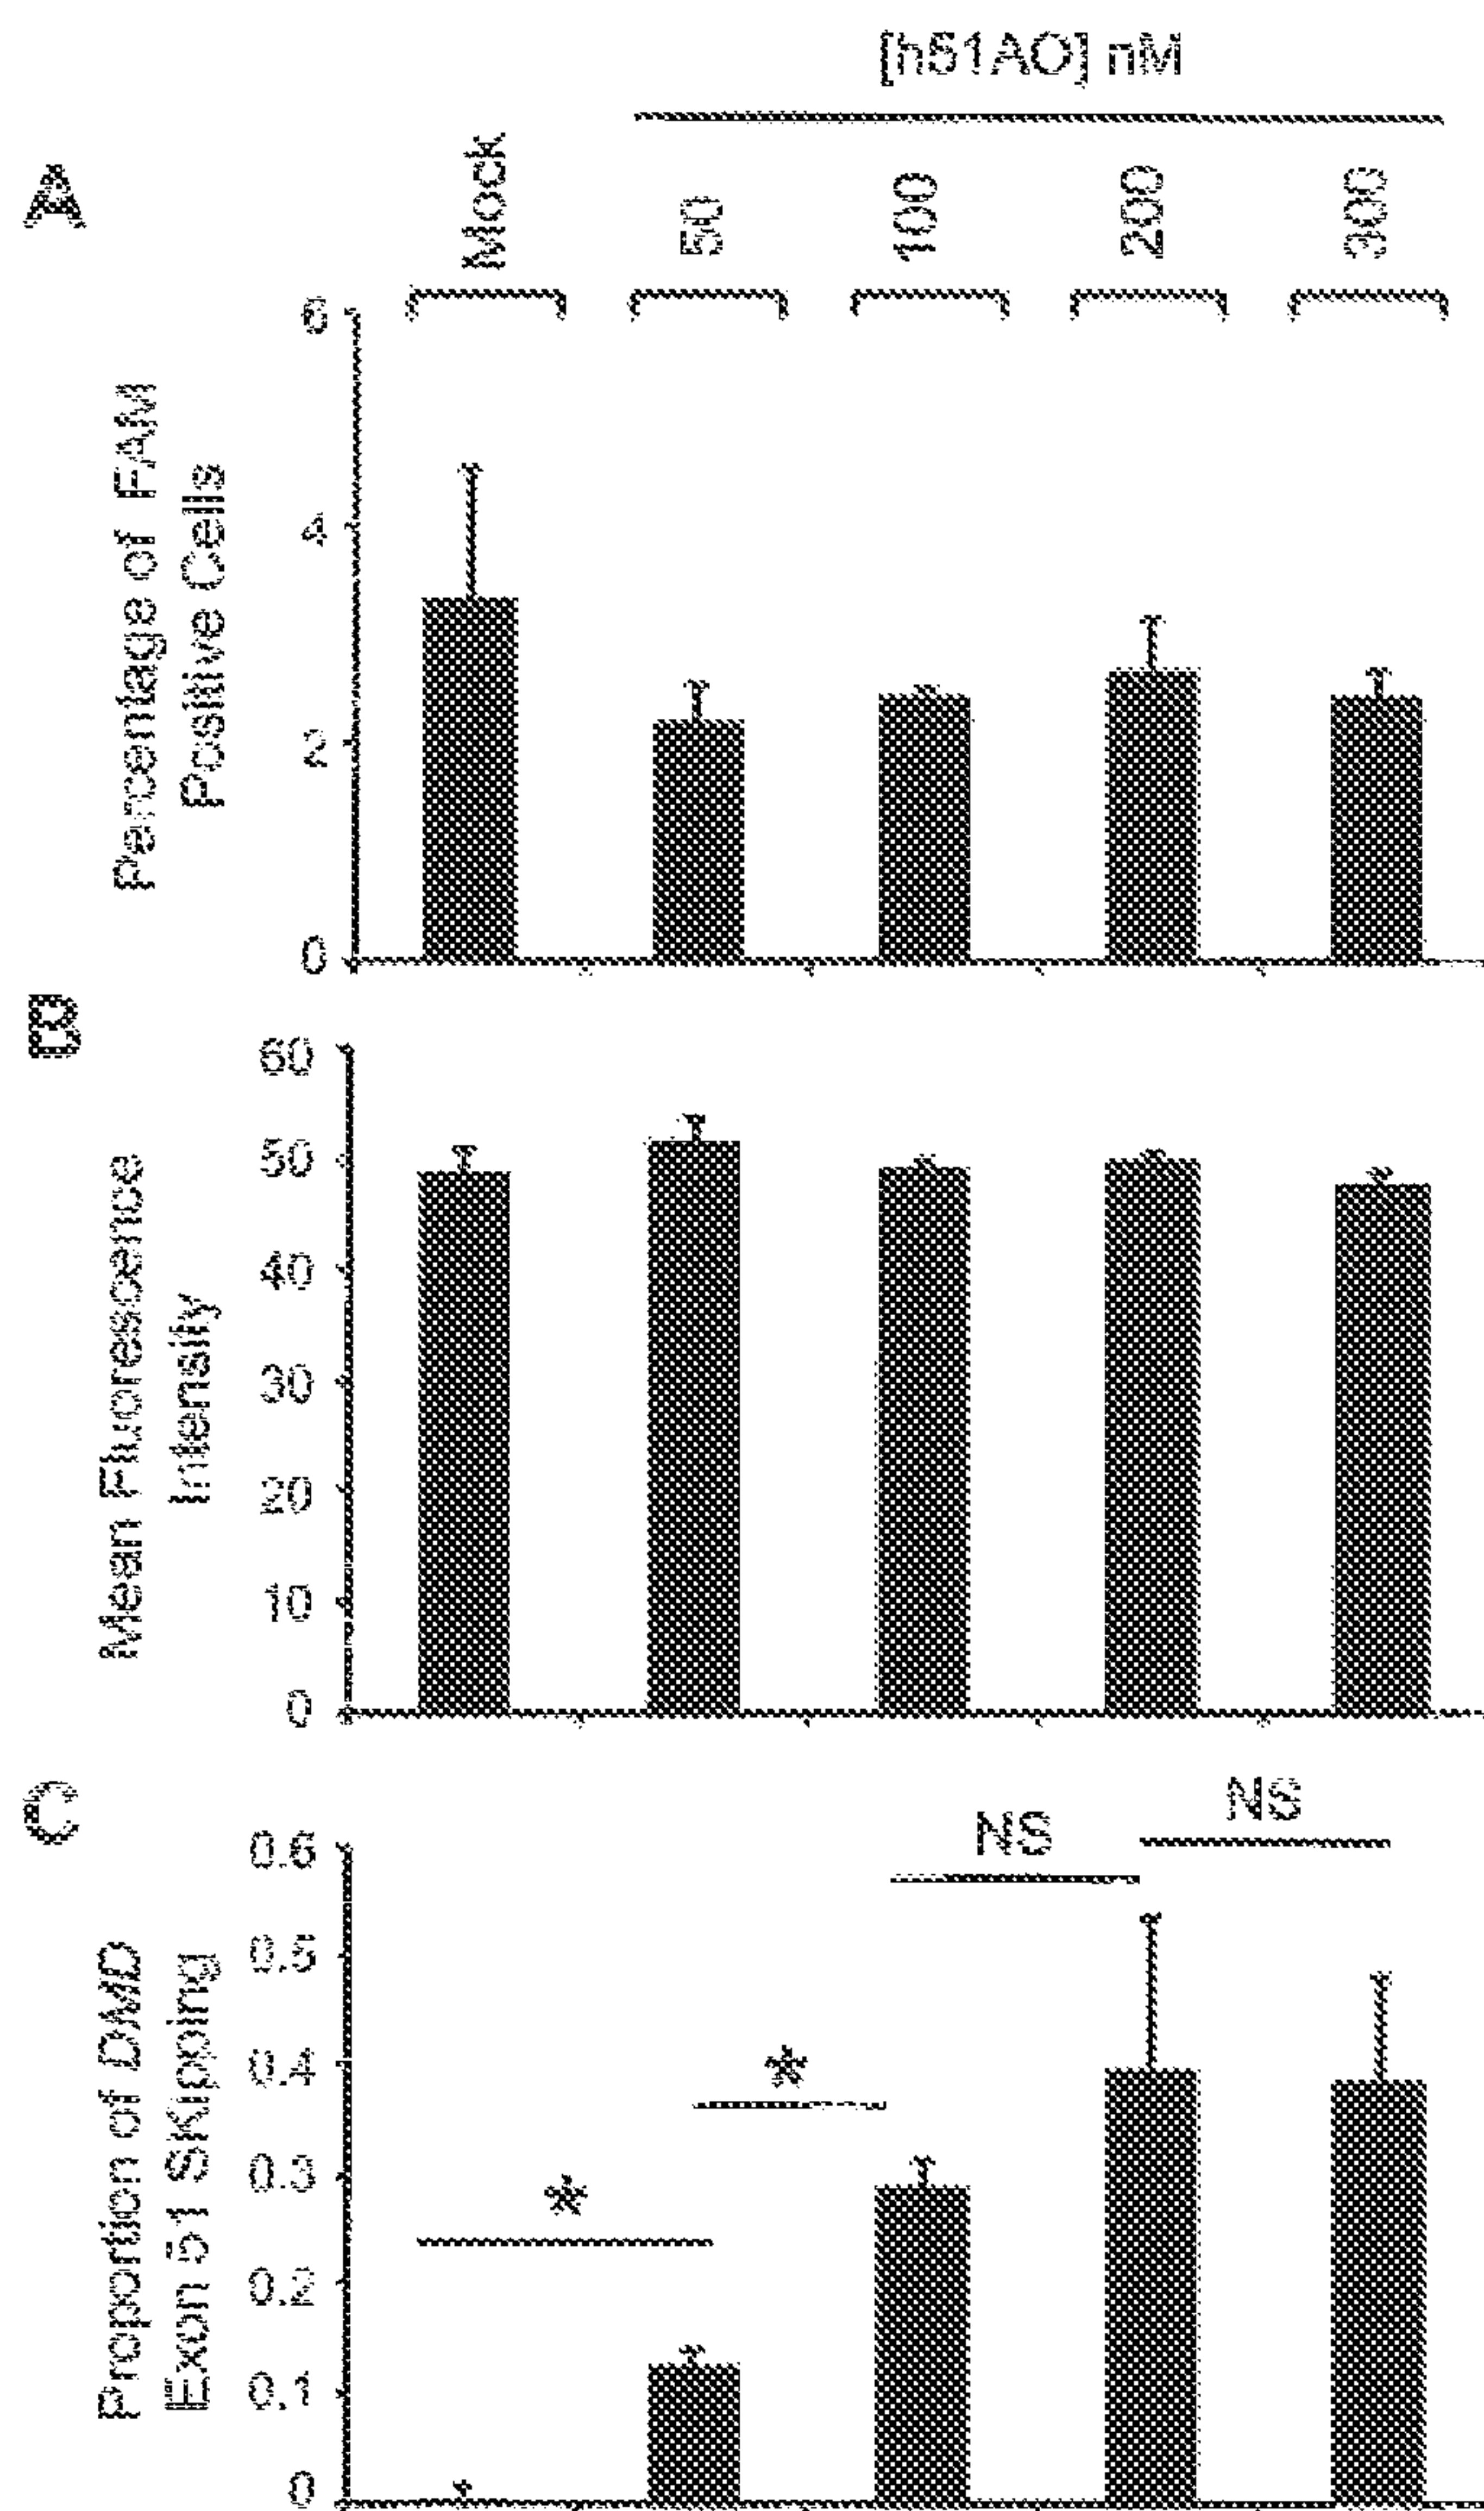 [h51AO] nM
A
Mock
50
100
200
300
Percentage of FAM
Positive Cells
6
4
2
0
B
Mean Fluorescence
Intensity
60
50
40
30
20
10
0
C
Proportion of DMD
Exon 51 SKipping
0.6
0.5
0.4
0.3
0.2
0.1
0
*
*
NS
NS